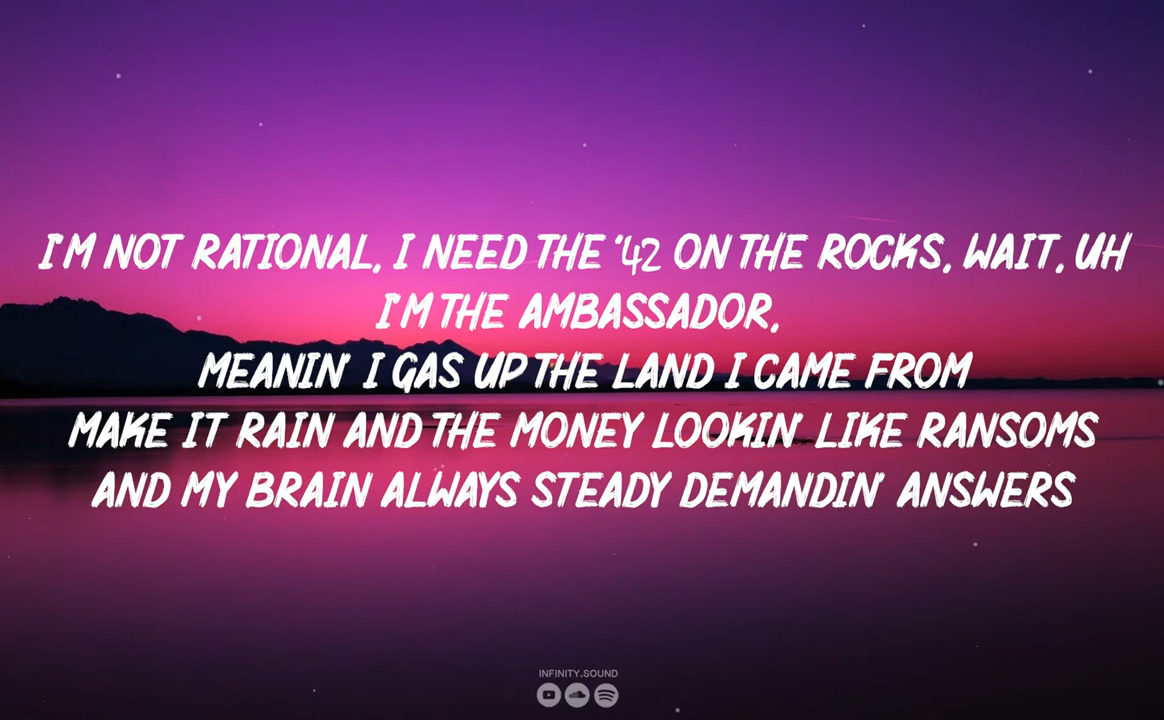 I'M NOT RATIONAL, I NEED THE '42 ON THE ROCKS, WAIT, UH
I'M THE AMBASSADOR,
MEANIN' I GAS UP THE LAND I CAME FROM
MAKE IT RAIN AND THE MONEY LOOKIN' LIKE RANSOMS
AND MY BRAIN ALWAYS STEADY DEMANDIN' ANSWERS
INFINITY.SOUND